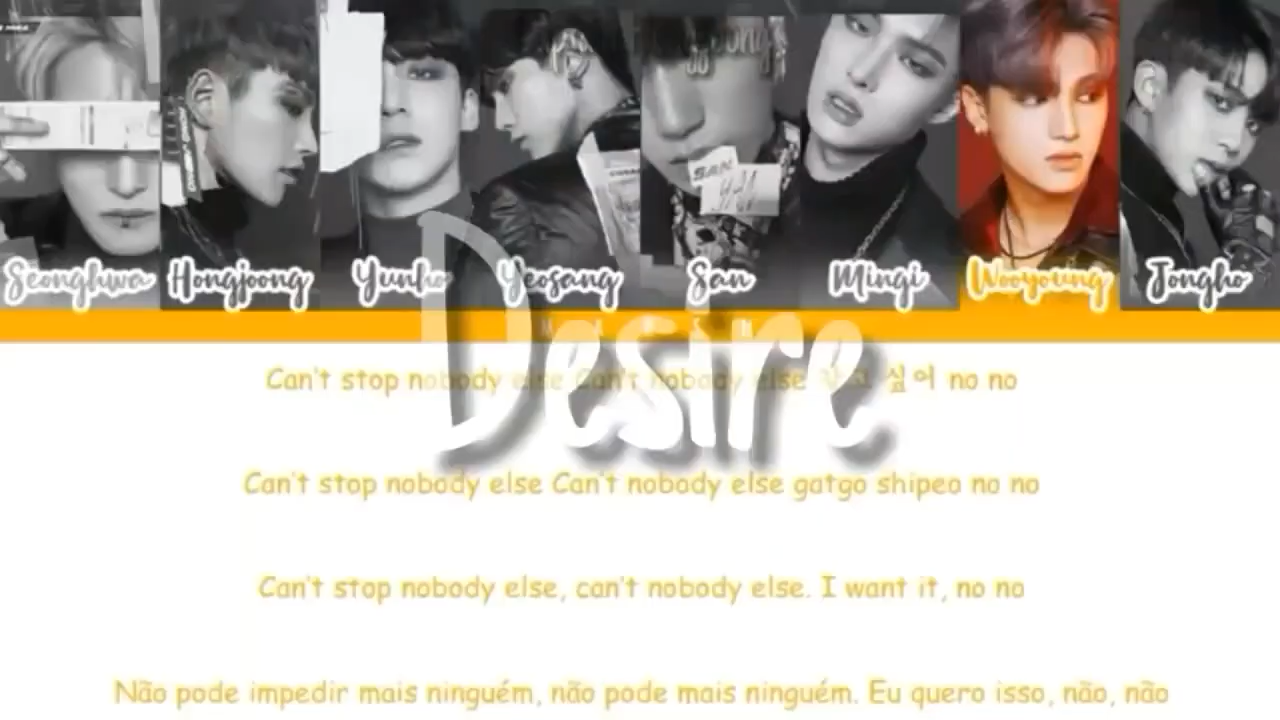 Seonghwa Hongjoong Yunho Yeosang San Mingi Wooyoung Jongho
Desire
Can't stop nobody else Can't nobody else 싶어 no no
Can't stop nobody else Can't nobody else gatgo shipeo no no
Can't stop nobody else, can't nobody else. I want it, no no
Não pode impedir mais ninguém, não pode mais ninguém. Eu quero isso, não, não